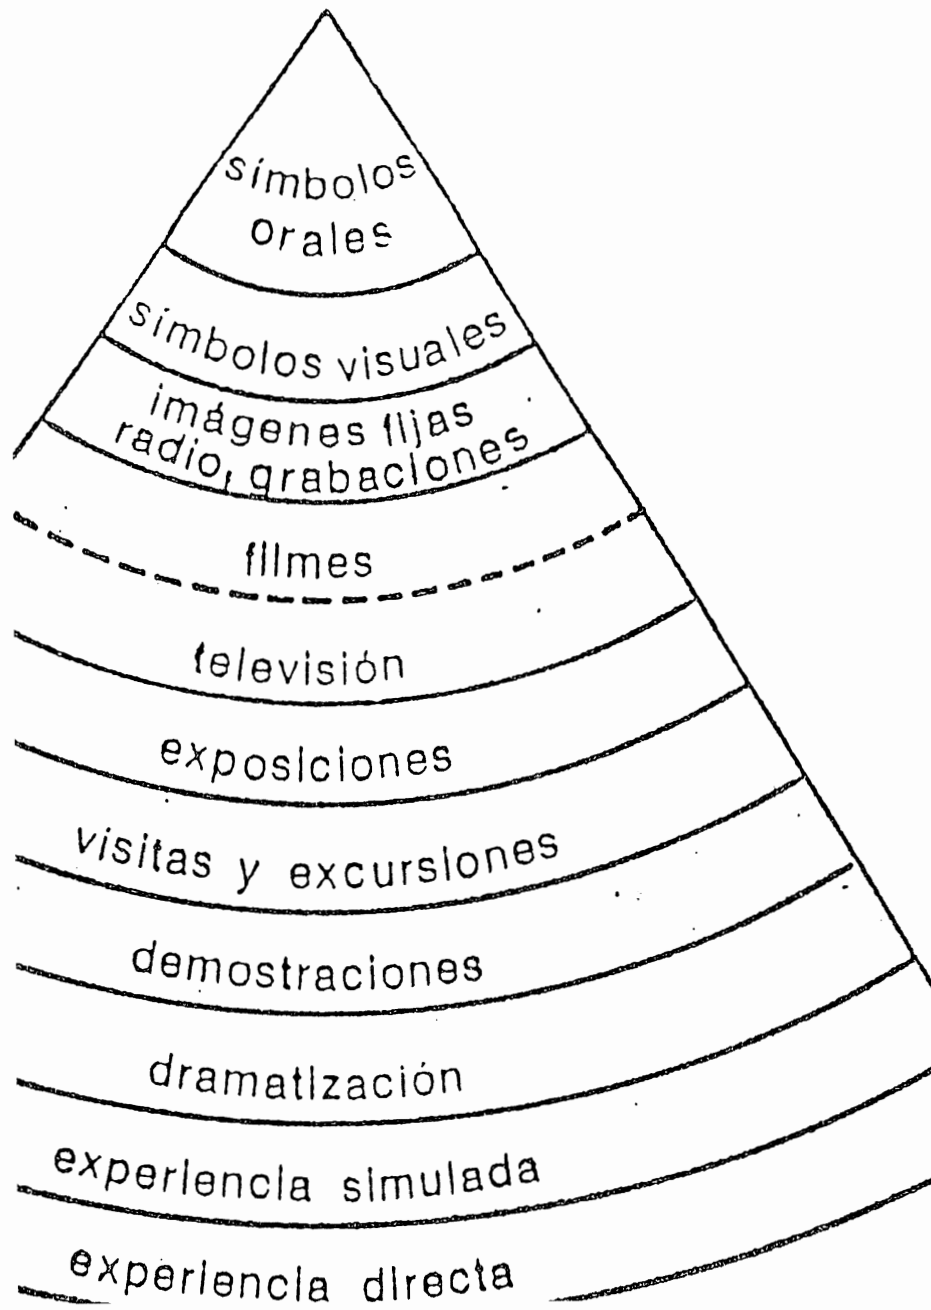 símbolos
orales
símbolos visuales
imágenes fijas
radio, grabaciones
filmes
televisión
exposiciones
visitas y excursiones
demostraciones
dramatización
experiencia simulada
experiencia directa